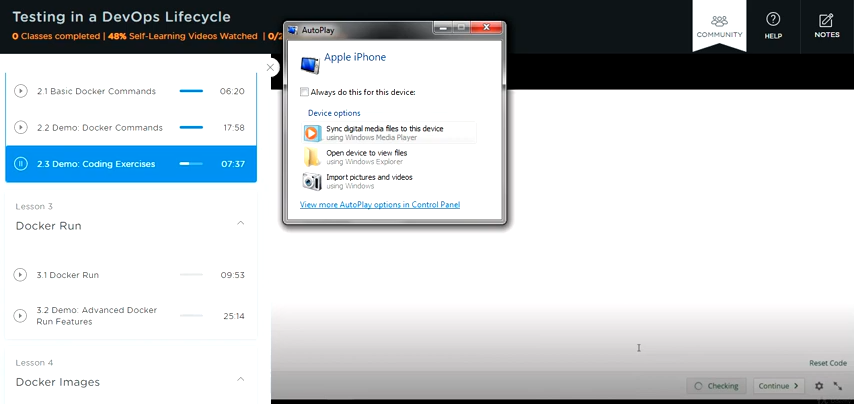 Testing in a DevOps Lifecycle
0 Classes completed | 48% Self-Learning Videos Watched | 0/
COMMUNITY
HELP
NOTES
2.1 Basic Docker Commands 06:20
2.2 Demo: Docker Commands 17:58
2.3 Demo: Coding Exercises 07:37
Lesson 3
Docker Run
3.1 Docker Run 09:53
3.2 Demo: Advanced Docker
Run Features 25:14
Lesson 4
Docker Images
AutoPlay
Apple iPhone
Always do this for this device:
Device options
Sync digital media files to this device
using Windows Media Player
Open device to view files
using Windows Explorer
Import pictures and videos
using Windows
View more AutoPlay options in Control Panel
Reset Code
Checking
Continue